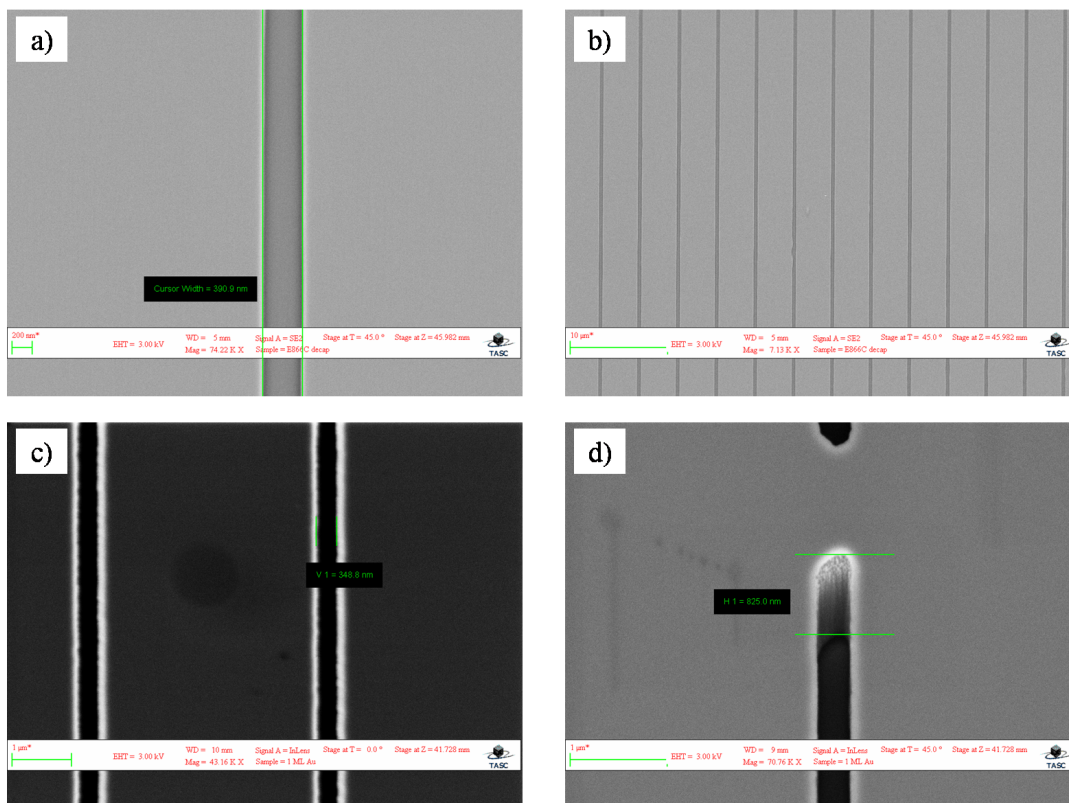 a)
Cursor Width = 390.9 nm
200 nm*
EHT = 3.00 kV
WD = 5 mm
Mag = 74.22 K X
Signal A = SE2
Sample = E866C decap
Stage at T = 45.0 °
Stage at Z = 45.982 mm
TASC
b)
10 µm*
EHT = 3.00 kV
WD = 5 mm
Mag = 7.13 K X
Signal A = SE2
Sample = E866C decap
Stage at T = 45.0 °
Stage at Z = 45.982 mm
TASC
c)
V 1 = 348.8 nm
1 µm*
EHT = 3.00 kV
WD = 10 mm
Mag = 43.16 K X
Signal A = InLens
Sample = 1 ML Au
Stage at T = 0.0 °
Stage at Z = 41.728 mm
TASC
d)
H 1 = 825.0 nm
1 µm*
EHT = 3.00 kV
WD = 9 mm
Mag = 70.76 K X
Signal A = InLens
Sample = 1 ML Au
Stage at T = 45.0 °
Stage at Z = 41.728 mm
TASC